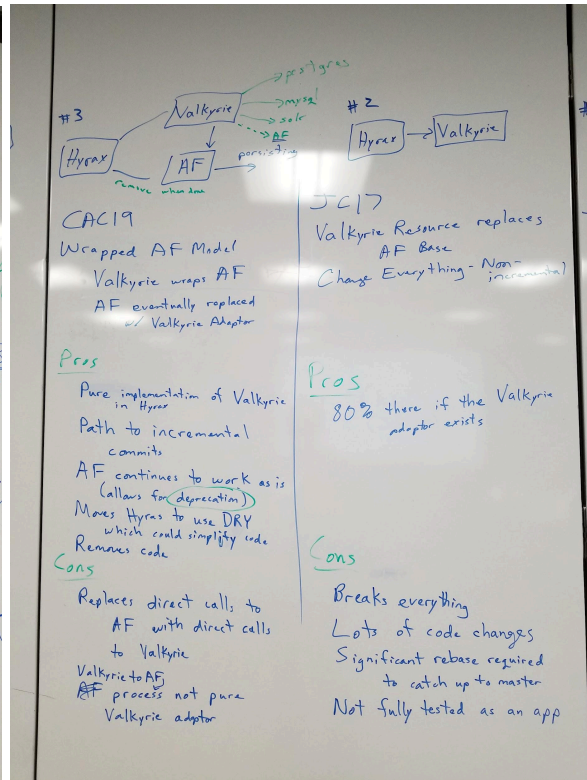 #3
Valkyrie
postgres
mysql
solr
AF
Hyrax
AF
persisting
remove when done
CAC19
Wrapped AF Model
Valkyrie wraps AF
AF eventually replaced
w/ Valkyrie Adaptor
Pros
Pure implementation of Valkyrie
in Hyrax
Path to incremental
commits
AF continues to work as is
(allows for deprecation)
Moves Hyrax to use DRY
which could simplify code
Removes code
Cons
Replaces direct calls to
AF with direct calls
to Valkyrie
Valkyrie to AF
process not pure
Valkyrie adaptor
#2
Hyrax
Valkyrie
JC17
Valkyrie Resource replaces
AF Base
Change Everything - Non-
incremental
Pros
80% there if the Valkyrie
adaptor exists
Cons
Breaks everything
Lots of code changes
Significant rebase required
to catch up to master
Not fully tested as an app